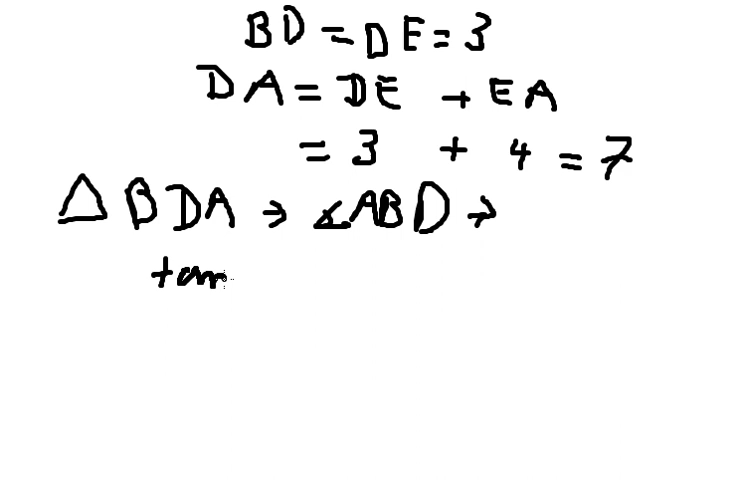 BD = DE = 3
DA = DE + EA
= 3 + 4 = 7
△ BDA → ∡ABD →
tan